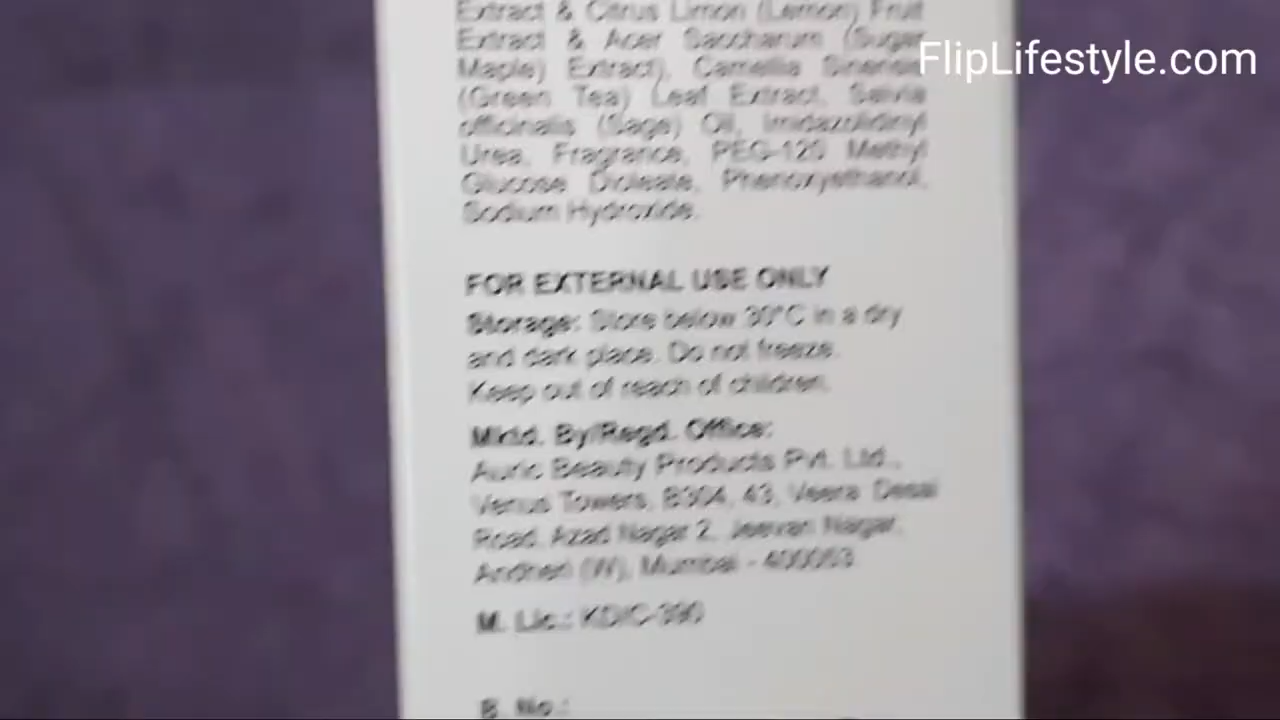 Extract & Citrus Limon (Lemon) Fruit
Extract & Acer Saccharum (Sugar
Maple) Extract), Camellia Sinensis
(Green Tea) Leaf Extract, Salvia
officinalis (Sage) Oil, Imidazolidinyl
Urea, Fragrance, PEG-120 Methyl
Glucose Dioleate, Phenoxyethanol,
Sodium Hydroxide.
FOR EXTERNAL USE ONLY
Storage: Store below 30°C in a dry
and dark place. Do not freeze.
Keep out of reach of children.
Mktd. By/Regd. Office:
Auric Beauty Products Pvt. Ltd.,
Venus Towers, B304, 43, Veera Desai
Road, Azad Nagar 2, Jeevan Nagar,
Andheri (W), Mumbai - 400053
M. Lic.: KD/C-390
B. No.:
FlipLifestyle.com